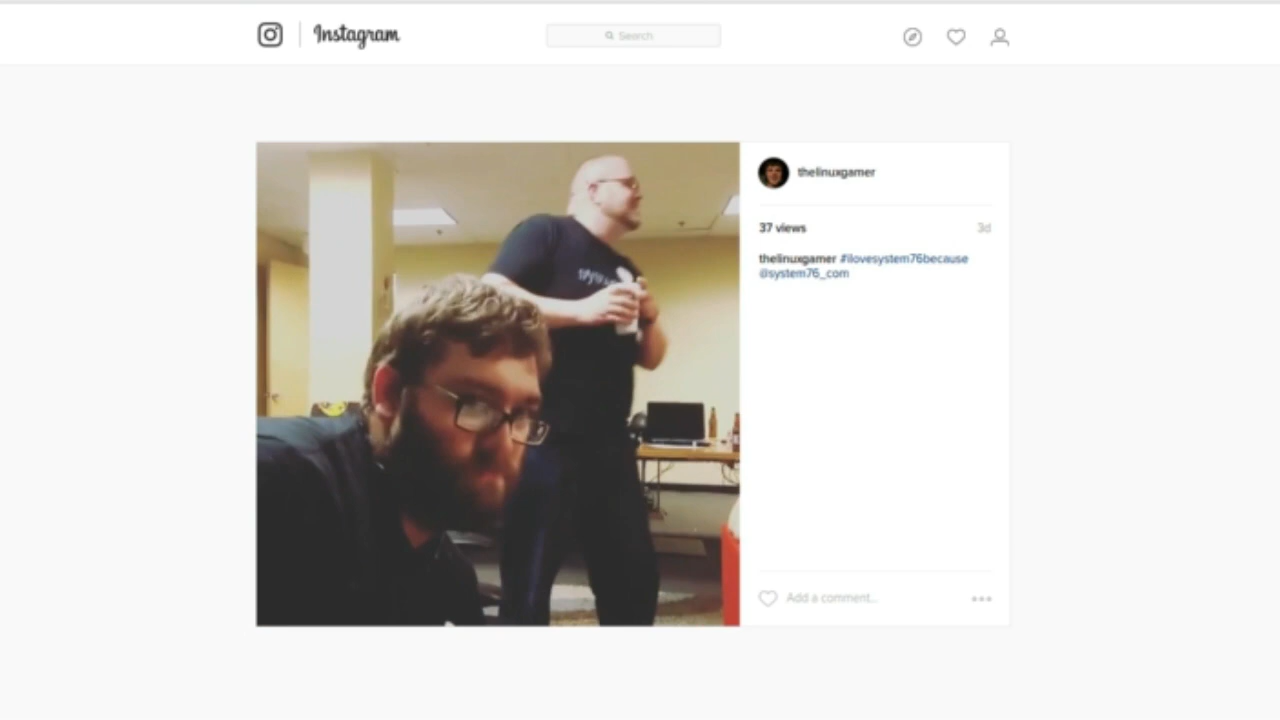 Instagram
Search
thelinuxgamer
37 views
3d
thelinuxgamer #ilovesystem76because
@system76_com
Add a comment...